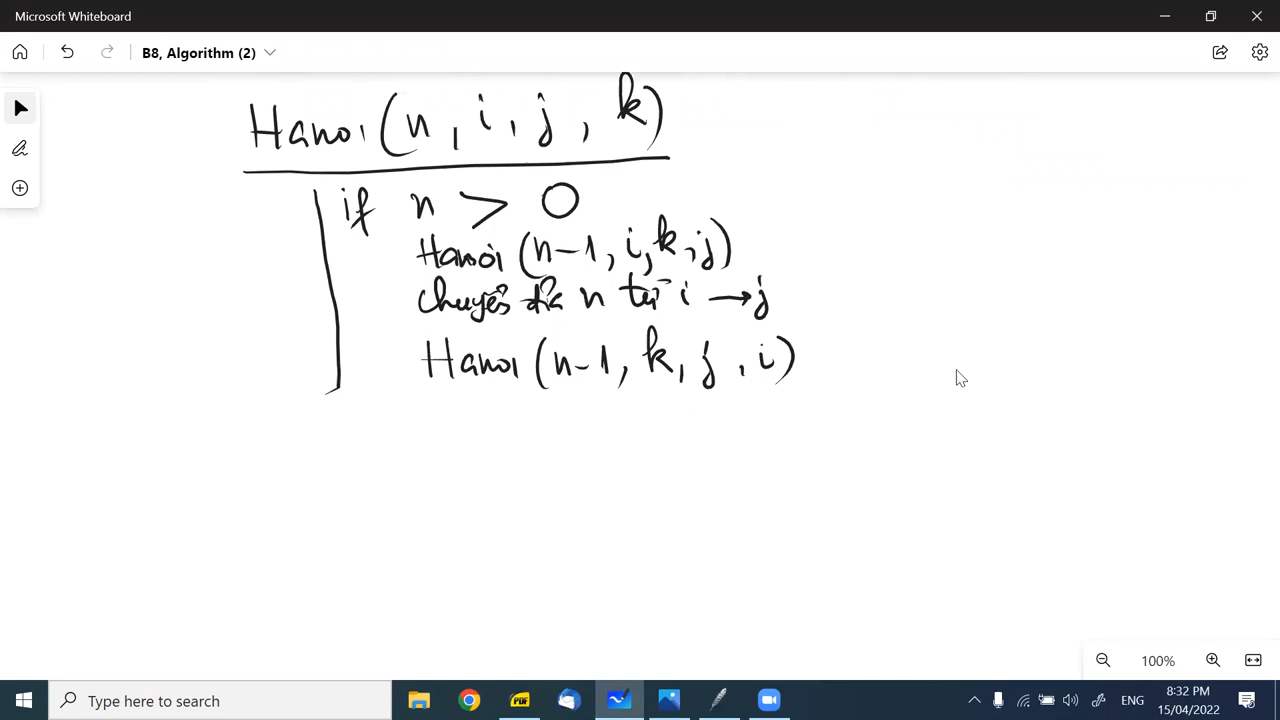 Microsoft Whiteboard
B8, Algorithm (2)
Hanoi (n, i, j, k)
if n > 0
Hanoi (n-1, i, k, j)
chuyển đĩa n từ i → j
Hanoi (n-1, k, j, i)
100%
Type here to search
ENG
8:32 PM
15/04/2022
PDF